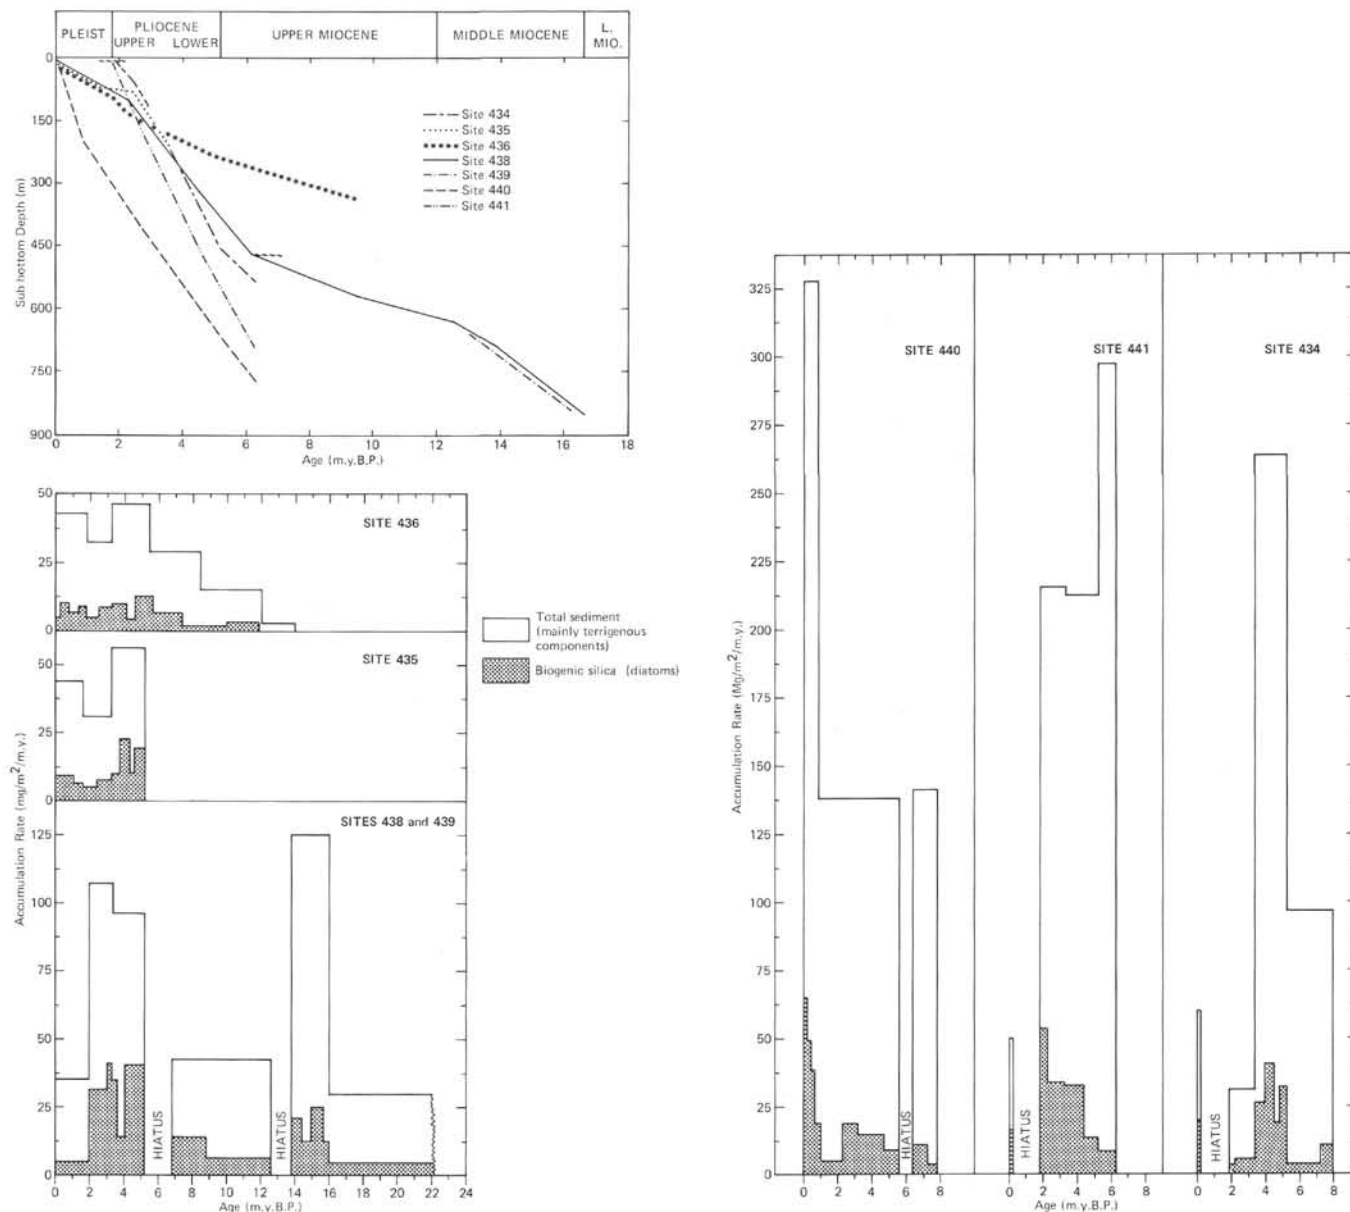 PLEIST
PLIOCENE
UPPER LOWER
UPPER MIOCENE
MIDDLE MIOCENE
L.
MIO.
0
150
300
450
600
750
900
Sub bottom Depth (m)
Site 434
Site 435
Site 436
Site 438
Site 439
Site 440
Site 441
0 2 4 6 8 10 12 14 16 18
Age (m.y.B.P.)
50
25
0
SITE 436
50
25
0
SITE 435
125
100
75
50
25
0
SITES 438 and 439
HIATUS
HIATUS
Accumulation Rate (mg/m²/m.y.)
0 2 4 6 8 10 12 14 16 18 20 22 24
Age (m.y.B.P.)
Total sediment
(mainly terrigenous
components)
Biogenic silica (diatoms)
325
300
275
250
225
200
175
150
125
100
75
50
25
0
Accumulation Rate (Mg/m²/m.y.)
SITE 440
SITE 441
SITE 434
HIATUS
HIATUS
HIATUS
0 2 4 6 8
0 2 4 6 8
0 2 4 6 8
Age (m.y.B.P.)
Age (m.y.B.P.)
Age (m.y.B.P.)